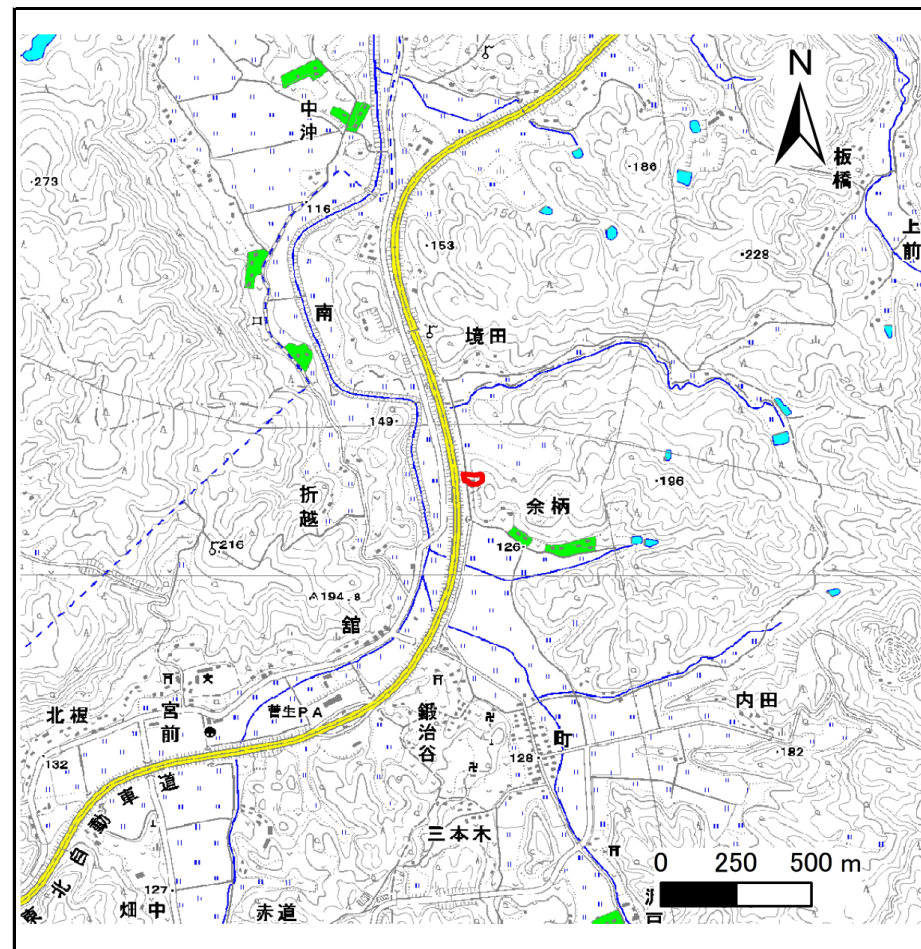 中沖
N
板橋
上前
273
186
116
150
153
228
南
境田
149
折越
余柄
196
126
216
194.8
舘
内田
北根
宮前
菅生PA
鍛冶谷
町
182
132
128
三本木
東北自動車道
0 250 500 m
127
畑中
赤道